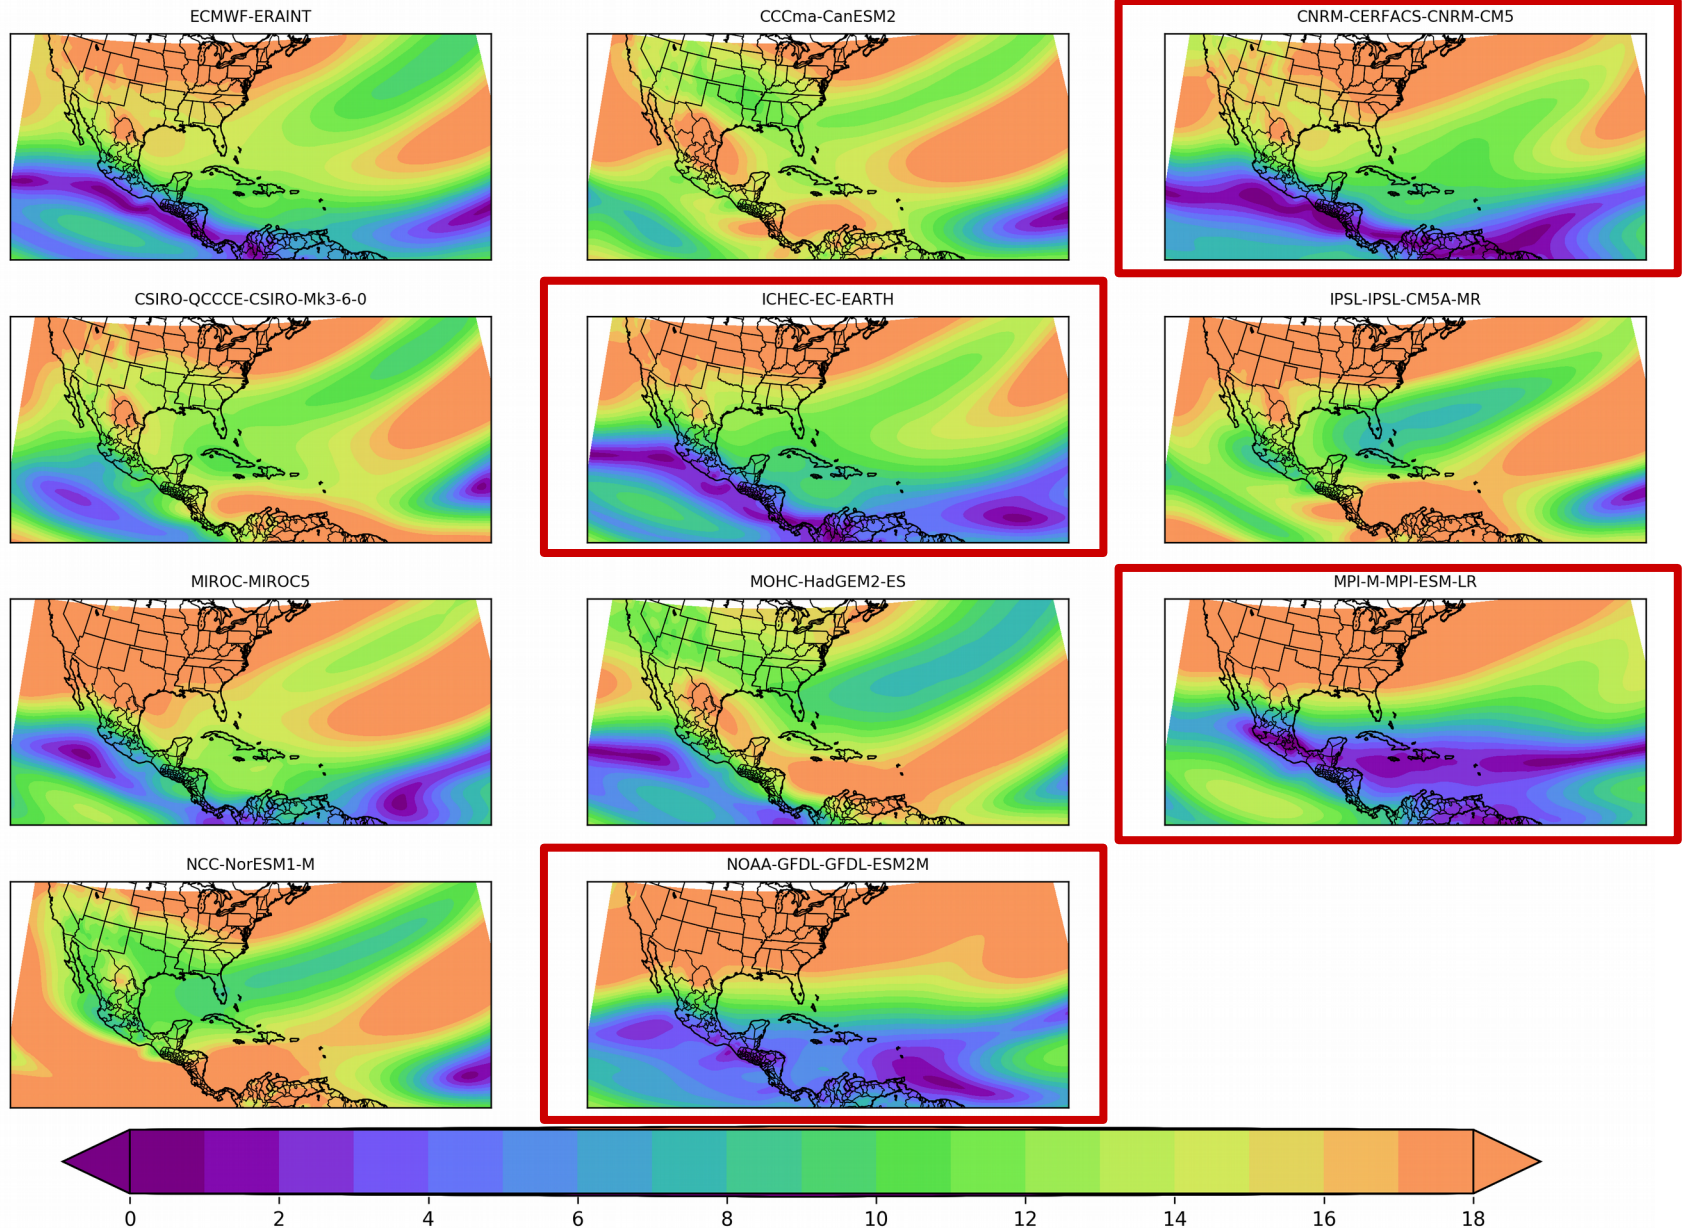 ECMWF-ERAINT
CCCma-CanESM2
CNRM-CERFACS-CNRM-CM5
CSIRO-QCCCE-CSIRO-Mk3-6-0
ICHEC-EC-EARTH
IPSL-IPSL-CM5A-MR
MIROC-MIROC5
MOHC-HadGEM2-ES
MPI-M-MPI-ESM-LR
NCC-NorESM1-M
NOAA-GFDL-GFDL-ESM2M
0 2 4 6 8 10 12 14 16 18